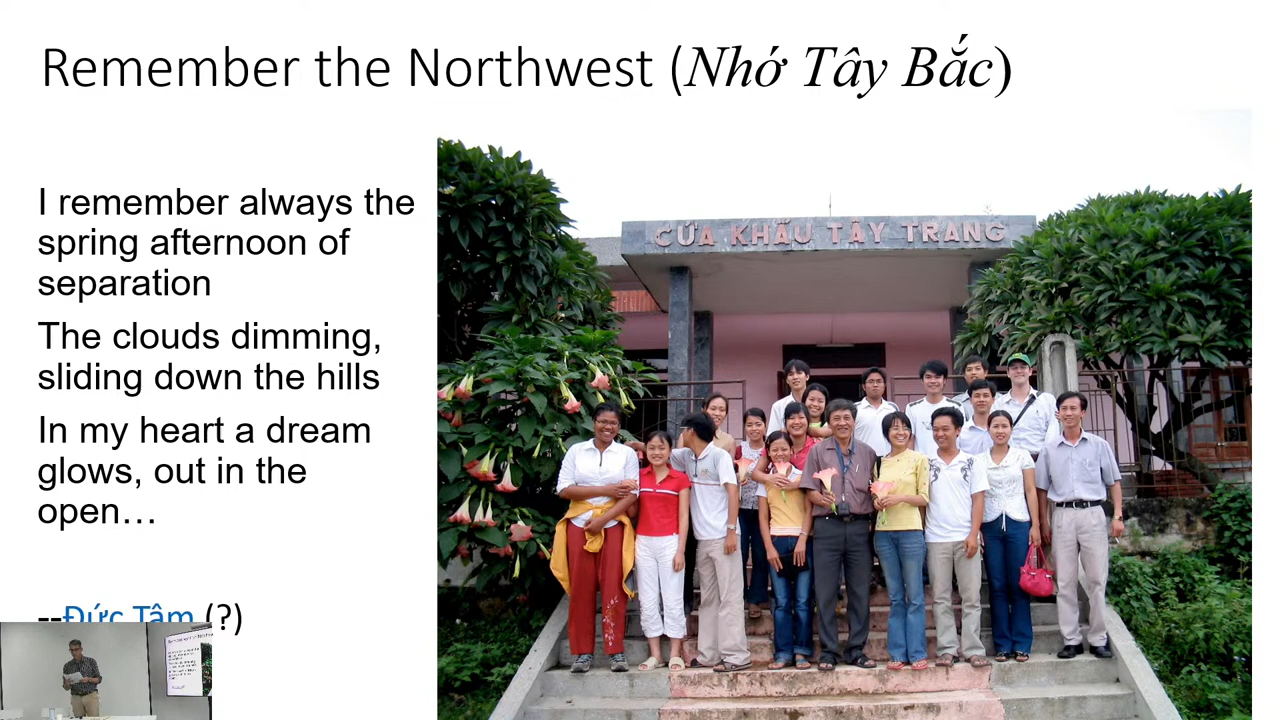 Remember the Northwest (Nhớ Tây Bắc)
I remember always the
spring afternoon of
separation
The clouds dimming,
sliding down the hills
In my heart a dream
glows, out in the
open…
--Đức Tâm (?)
CỬA KHẨU TÂY TRANG